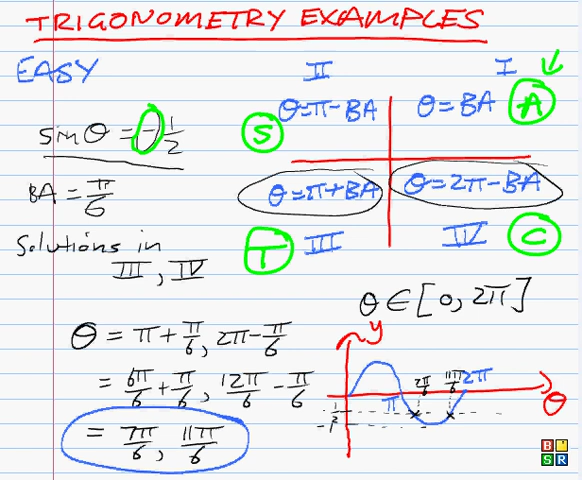 TRIGONOMETRY EXAMPLES
EASY
II
I
θ=π-BA
θ=BA
A
S
sinθ = -1/2
BA = π/6
θ=π+BA
θ=2π-BA
Solutions in
III, IV
T
III
IV
C
θ∈[0,2π]
θ = π+π/6, 2π-π/6
= 6π/6+π/6, 12π/6-π/6
= 7π/6, 11π/6
y
π
7π/6
11π/6
2π
θ
B
S R